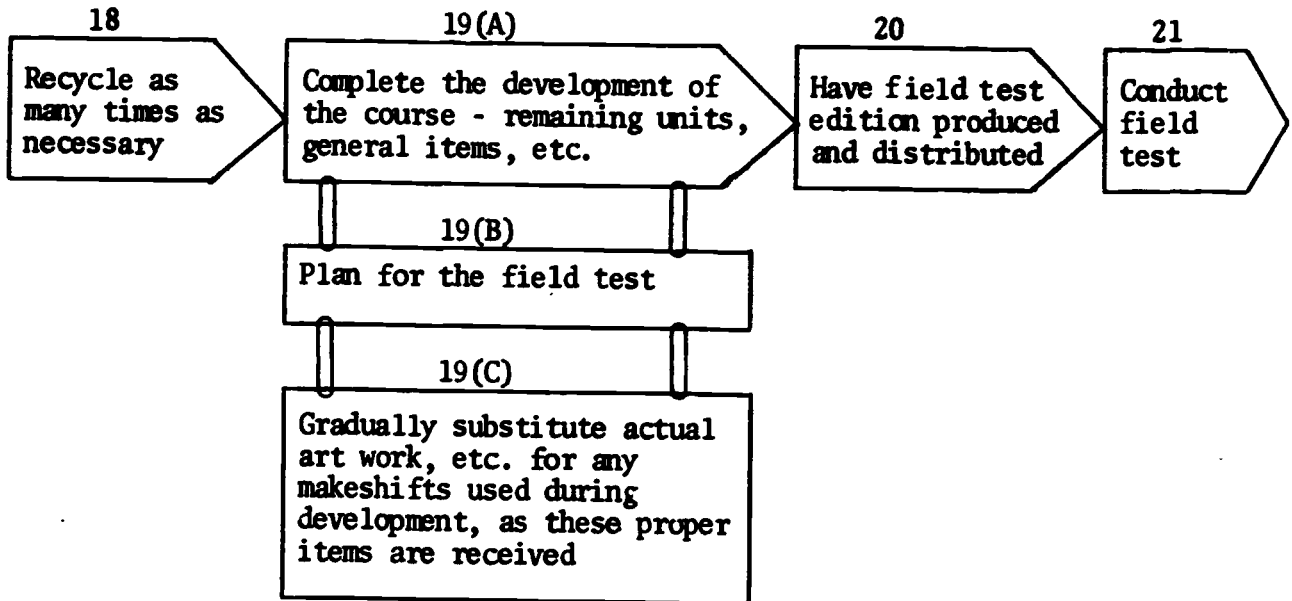 18
Recycle as
many times as
necessary
19(A)
Complete the development of
the course - remaining units,
general items, etc.
20
Have field test
edition produced
and distributed
21
Conduct
field
test
19(B)
Plan for the field test
19(C)
Gradually substitute actual
art work, etc. for any
makeshifts used during
development, as these proper
items are received